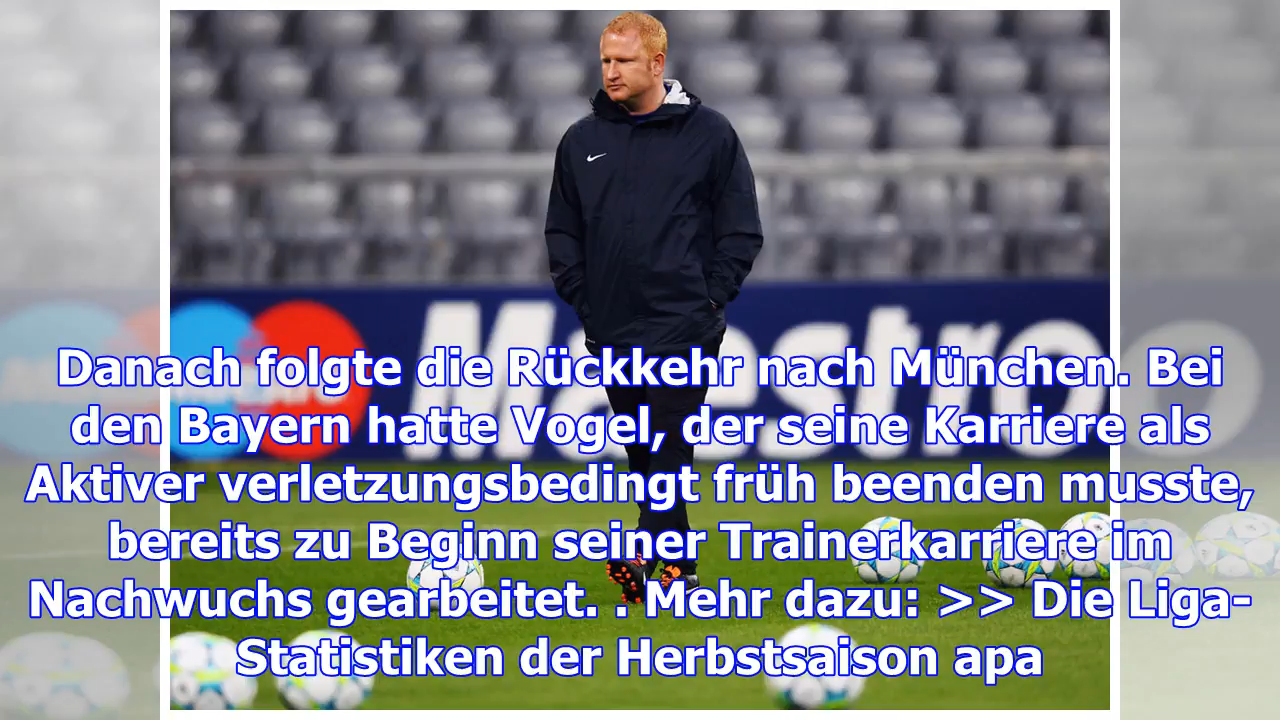 Danach folgte die Rückkehr nach München. Bei
den Bayern hatte Vogel, der seine Karriere als
Aktiver verletzungsbedingt früh beenden musste,
bereits zu Beginn seiner Trainerkarriere im
Nachwuchs gearbeitet. . Mehr dazu: >> Die Liga-
Statistiken der Herbstsaison apa
Maestro